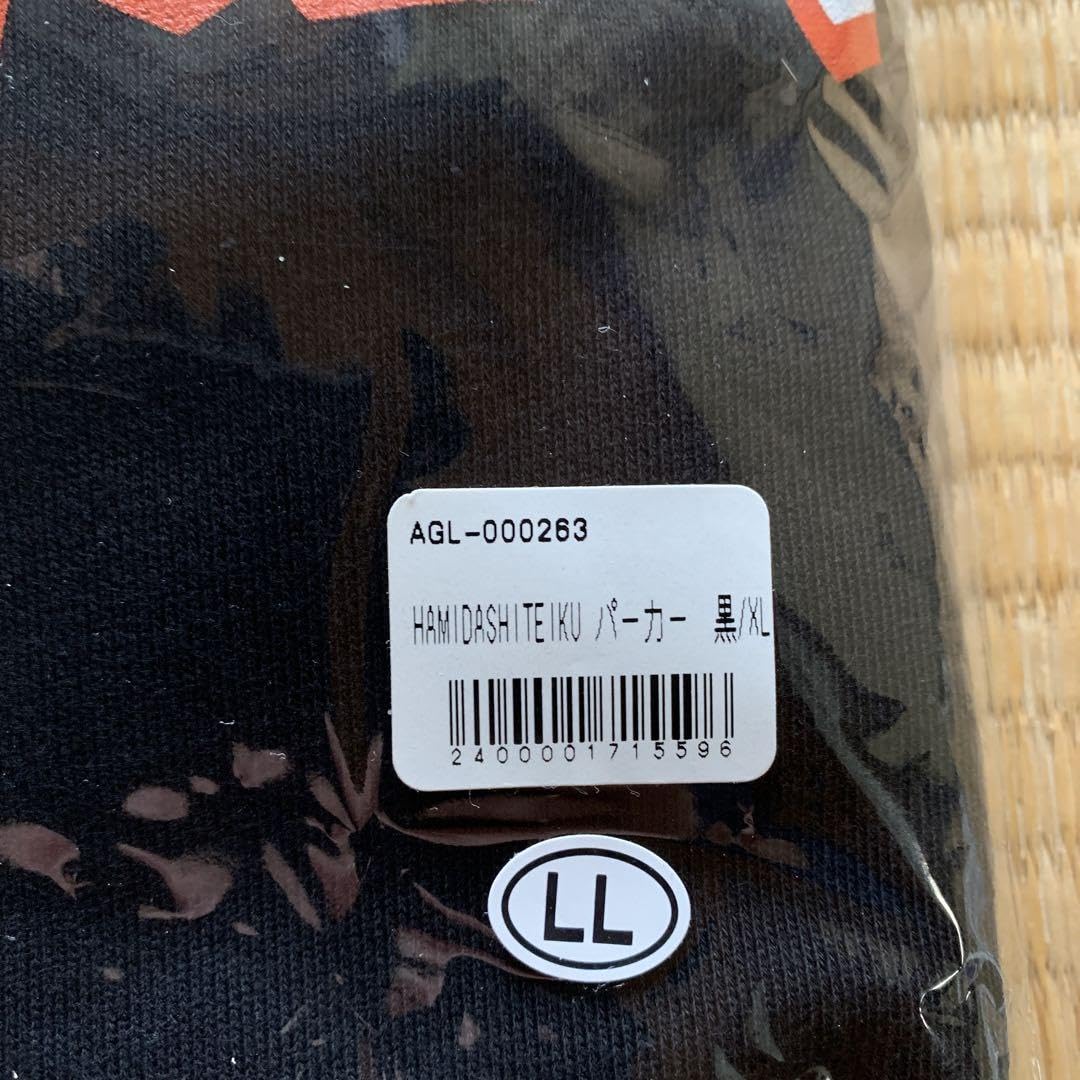 AGL-000263
HAMIDASHITEIKU パーカー 黒/XL
2400001715596
LL